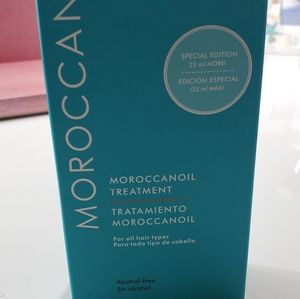 MOROCCAN
SPECIAL EDITION
25 ml MORE!
EDICIÓN ESPECIAL
¡25 ml MÁS!
MOROCCANOIL
TREATMENT
TRATAMIENTO
MOROCCANOIL
For all hair types
Para todo tipo de cabello
Alcohol-free
Sin alcohol